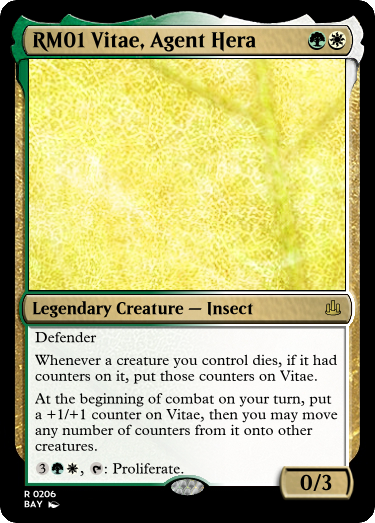 RM01 Vitae, Agent Hera
Legendary Creature — Insect
Defender
Whenever a creature you control dies, if it had
counters on it, put those counters on Vitae.
At the beginning of combat on your turn, put
a +1/+1 counter on Vitae, then you may move
any number of counters from it onto other
creatures.
3, : Proliferate.
0/3
R 0206
BAY